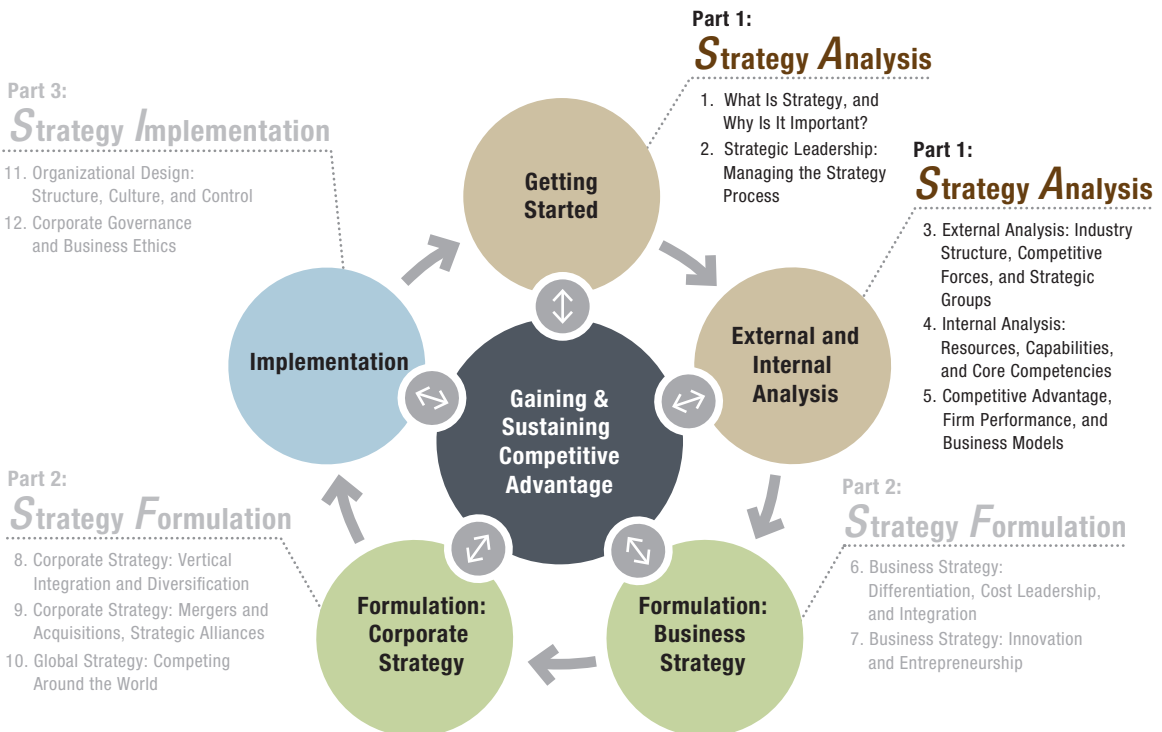 Part 1:
Strategy Analysis
1. What Is Strategy, and
Why Is It Important?
2. Strategic Leadership:
Managing the Strategy
Process
Part 1:
Strategy Analysis
3. External Analysis: Industry
Structure, Competitive
Forces, and Strategic
Groups
4. Internal Analysis:
Resources, Capabilities,
and Core Competencies
5. Competitive Advantage,
Firm Performance, and
Business Models
Part 2:
Strategy Formulation
6. Business Strategy:
Differentiation, Cost Leadership,
and Integration
7. Business Strategy: Innovation
and Entrepreneurship
Part 2:
Strategy Formulation
8. Corporate Strategy: Vertical
Integration and Diversification
9. Corporate Strategy: Mergers and
Acquisitions, Strategic Alliances
10. Global Strategy: Competing
Around the World
Part 3:
Strategy Implementation
11. Organizational Design:
Structure, Culture, and Control
12. Corporate Governance
and Business Ethics
Getting
Started
External and
Internal
Analysis
Formulation:
Business
Strategy
Formulation:
Corporate
Strategy
Implementation
Gaining &
Sustaining
Competitive
Advantage